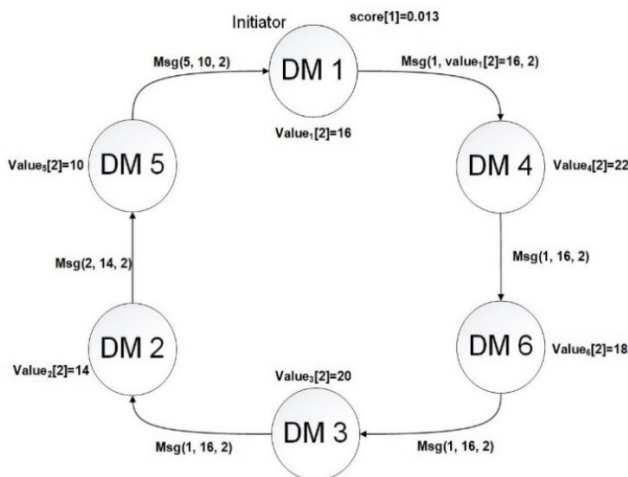 Initiator
score[1]=0.013
Msg(5, 10, 2)
DM 1
Msg(1, value₁[2]=16, 2)
Value₁[2]=16
Value₅[2]=10
DM 5
DM 4
Value₄[2]=22
Msg(2, 14, 2)
Msg(1, 16, 2)
DM 2
DM 6
Value₂[2]=14
Value₆[2]=18
Value₃[2]=20
DM 3
Msg(1, 16, 2)
Msg(1, 16, 2)